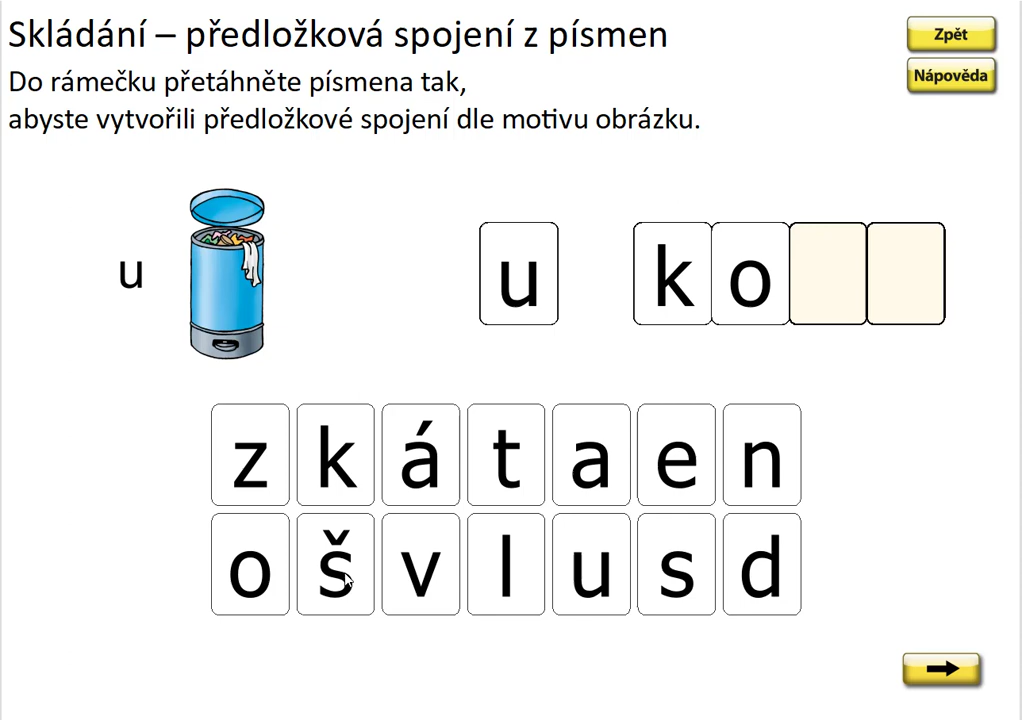 Skládání – předložková spojení z písmen
Zpět
Do rámečku přetáhněte písmena tak,
Nápověda
abyste vytvořili předložkové spojení dle motivu obrázku.
u
u k o
z k á t a e n
o š v l u s d